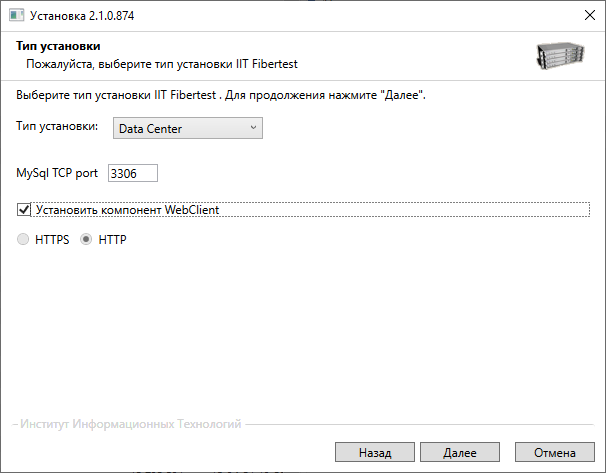 Установка 2.1.0.874
Тип установки
Пожалуйста, выберите тип установки IIT Fibertest
Выберите тип установки IIT Fibertest . Для продолжения нажмите "Далее".
Тип установки: Data Center
MySql TCP port 3306
Установить компонент WebClient
HTTPS HTTP
Институт Информационных Технологий
Назад Далее Отмена